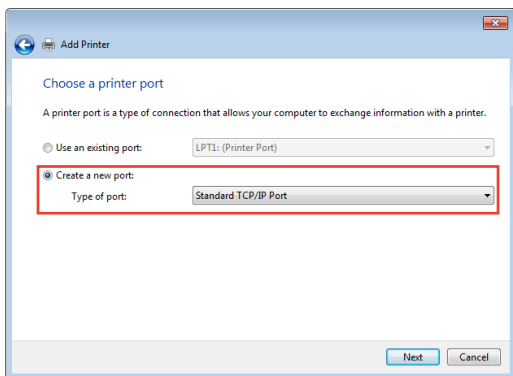 Add Printer
Choose a printer port
A printer port is a type of connection that allows your computer to exchange information with a printer.
Use an existing port: LPT1: (Printer Port)
Create a new port:
Type of port: Standard TCP/IP Port
Next Cancel